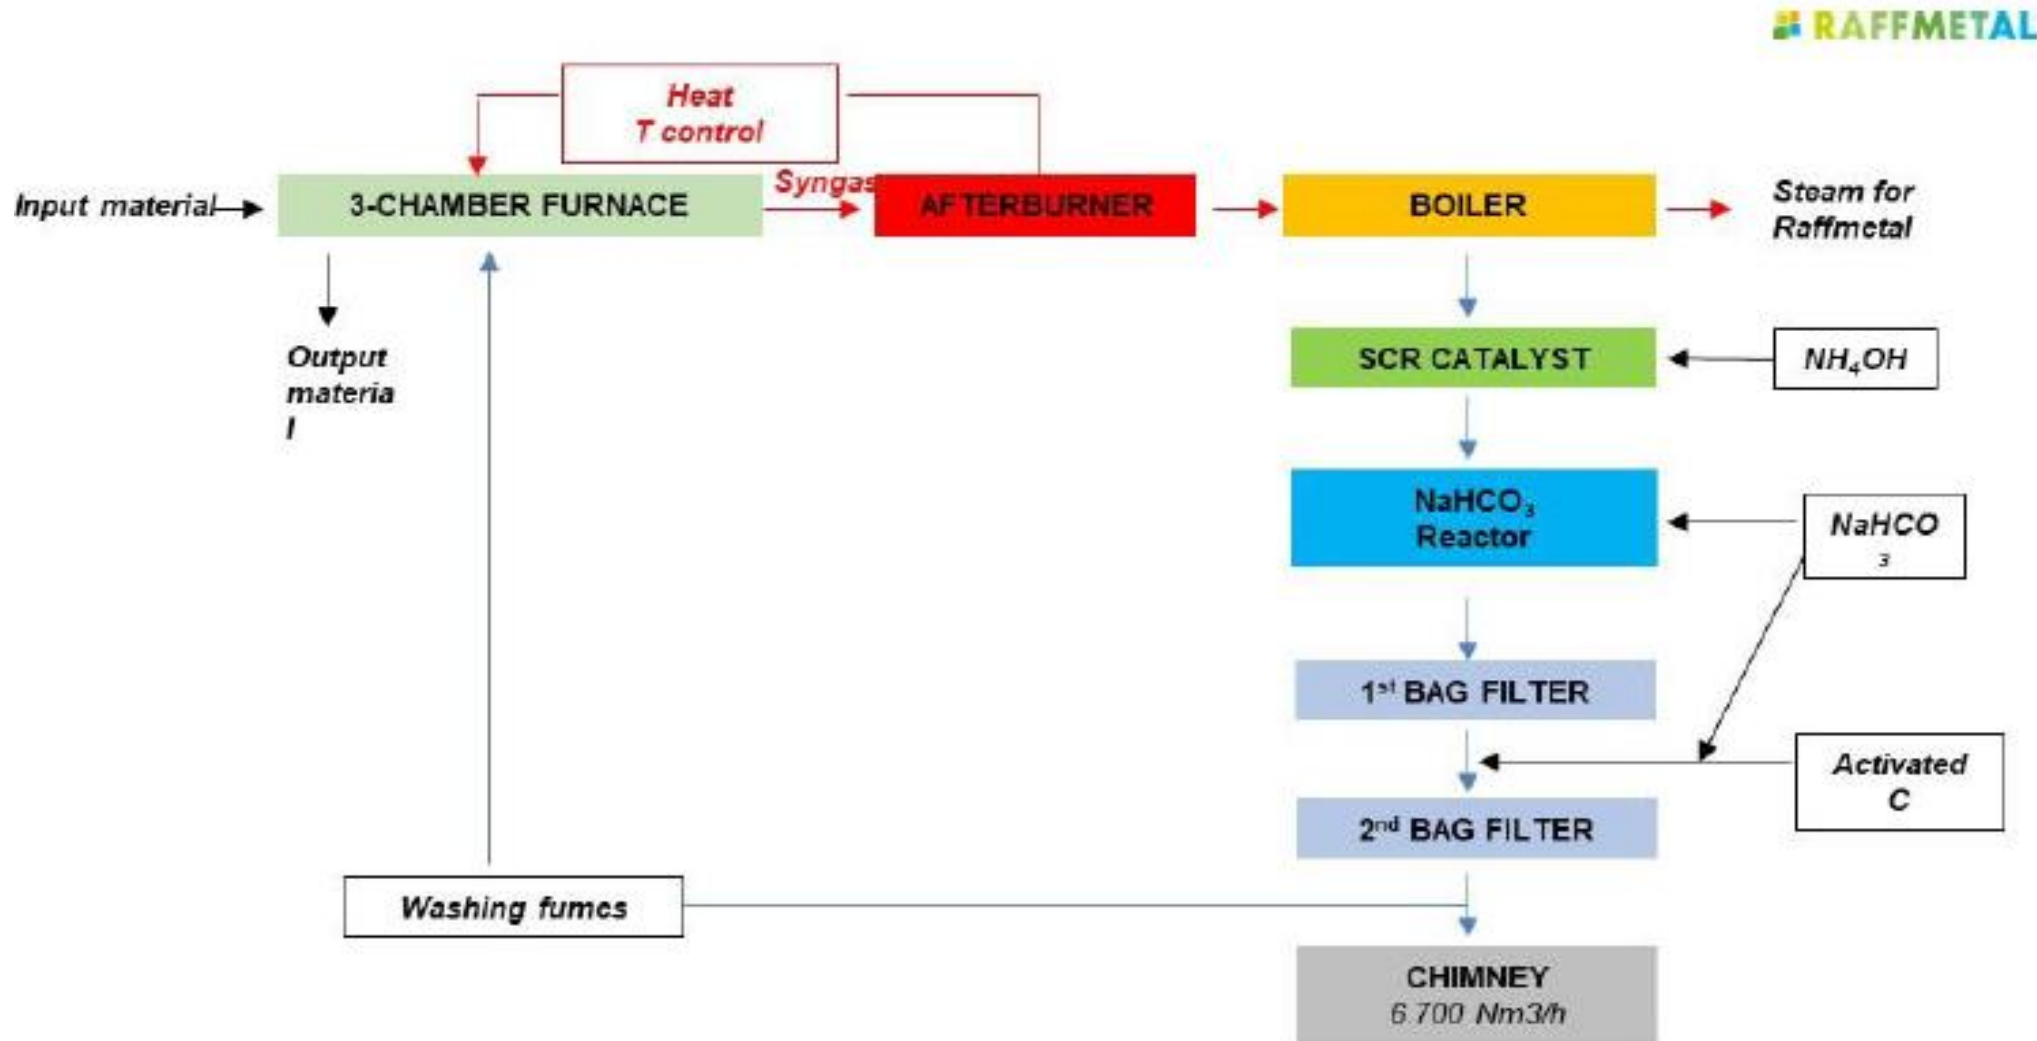 RAFFMETAL
Heat
T control
Input material
3-CHAMBER FURNACE
Syngas
AFTERBURNER
BOILER
Steam for
Raffmetal
Output
materia
l
SCR CATALYST
NH₄OH
NaHCO₃
Reactor
NaHCO
₃
1st BAG FILTER
Activated
C
2nd BAG FILTER
Washing fumes
CHIMNEY
6.700 Nm3/h